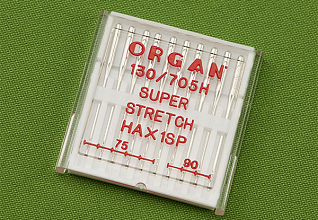 ORGAN
130/705H
SUPER
STRETCH
HAX1SP
75 90